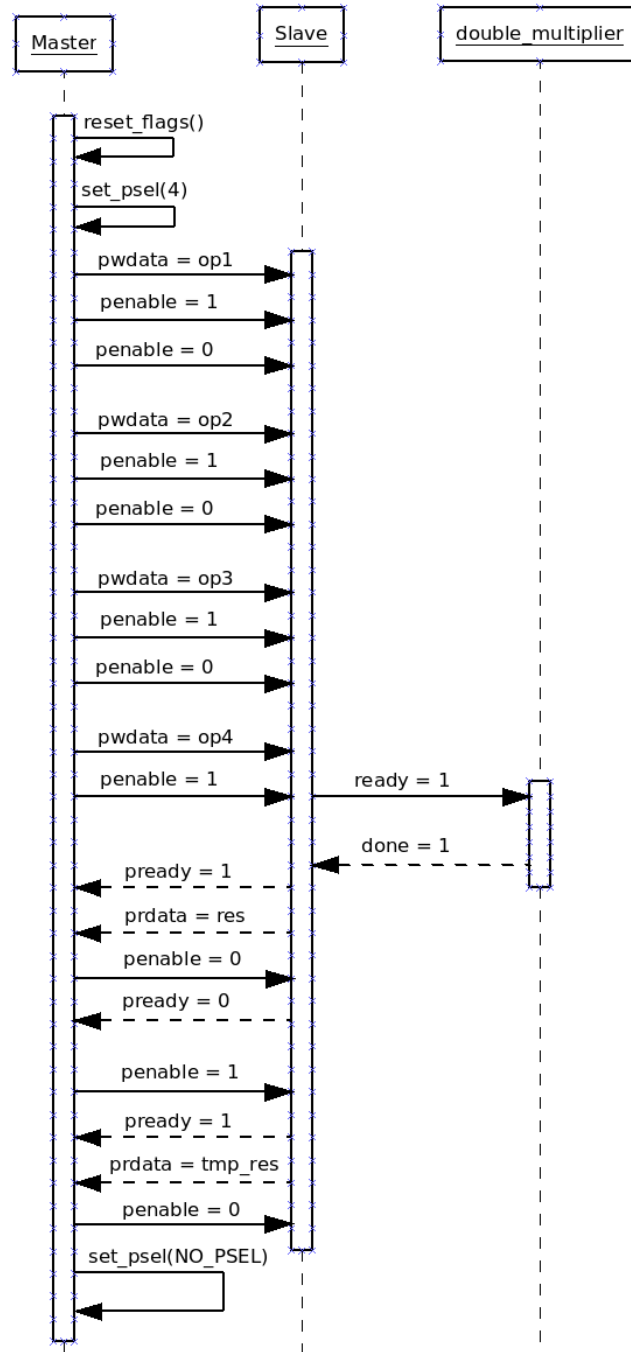 Master
Slave
double_multiplier
reset_flags()
set_psel(4)
pwdata = op1
penable = 1
penable = 0
pwdata = op2
penable = 1
penable = 0
pwdata = op3
penable = 1
penable = 0
pwdata = op4
penable = 1
ready = 1
done = 1
pready = 1
prdata = res
penable = 0
pready = 0
penable = 1
pready = 1
prdata = tmp_res
penable = 0
set_psel(NO_PSEL)